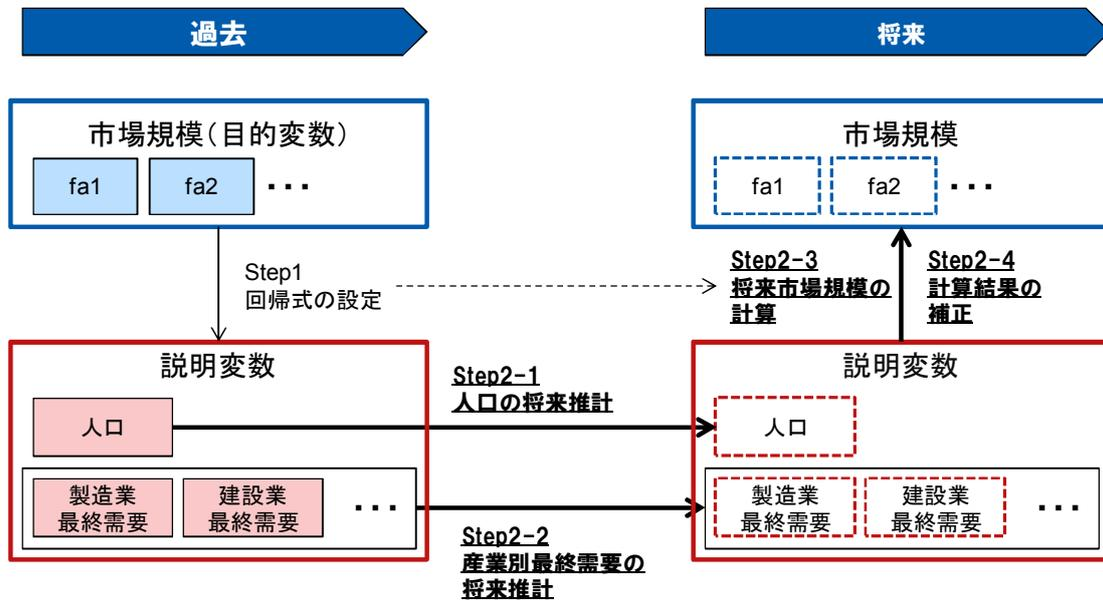 過去
将来
市場規模(目的変数)
fa1
fa2
・・・
市場規模
fa1
fa2
・・・
Step1
回帰式の設定
Step2-3
将来市場規模の
計算
Step2-4
計算結果の
補正
説明変数
人口
製造業
最終需要
建設業
最終需要
・・・
Step2-1
人口の将来推計
Step2-2
産業別最終需要の
将来推計
説明変数
人口
製造業
最終需要
建設業
最終需要
・・・